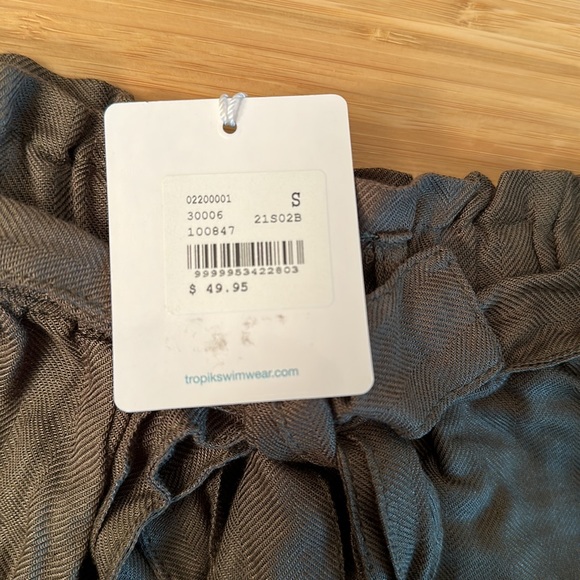 02200001 S
30006 21S02B
100847
9999953422803
$ 49.95
tropikswimwear.com